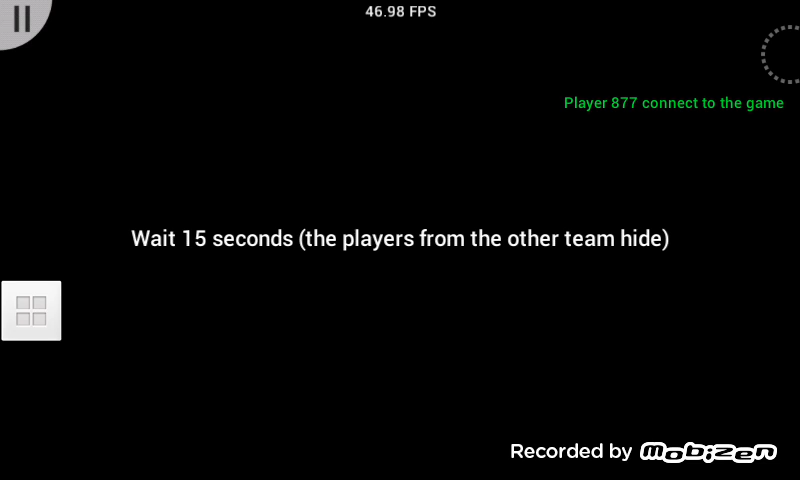 46.98 FPS
Player 877 connect to the game
Wait 15 seconds (the players from the other team hide)
Recorded by Mobizen